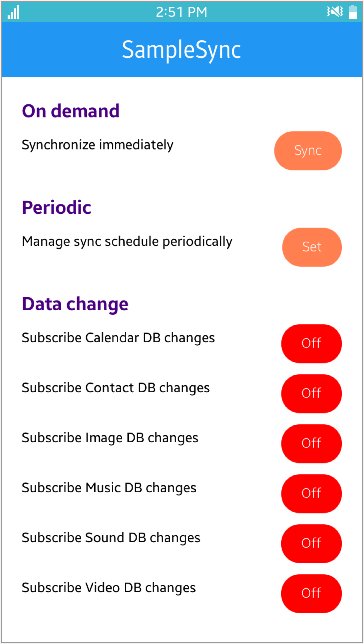 2:51 PM
SampleSync
On demand
Synchronize immediately
Sync
Periodic
Manage sync schedule periodically
Set
Data change
Subscribe Calendar DB changes
Off
Subscribe Contact DB changes
Off
Subscribe Image DB changes
Off
Subscribe Music DB changes
Off
Subscribe Sound DB changes
Off
Subscribe Video DB changes
Off